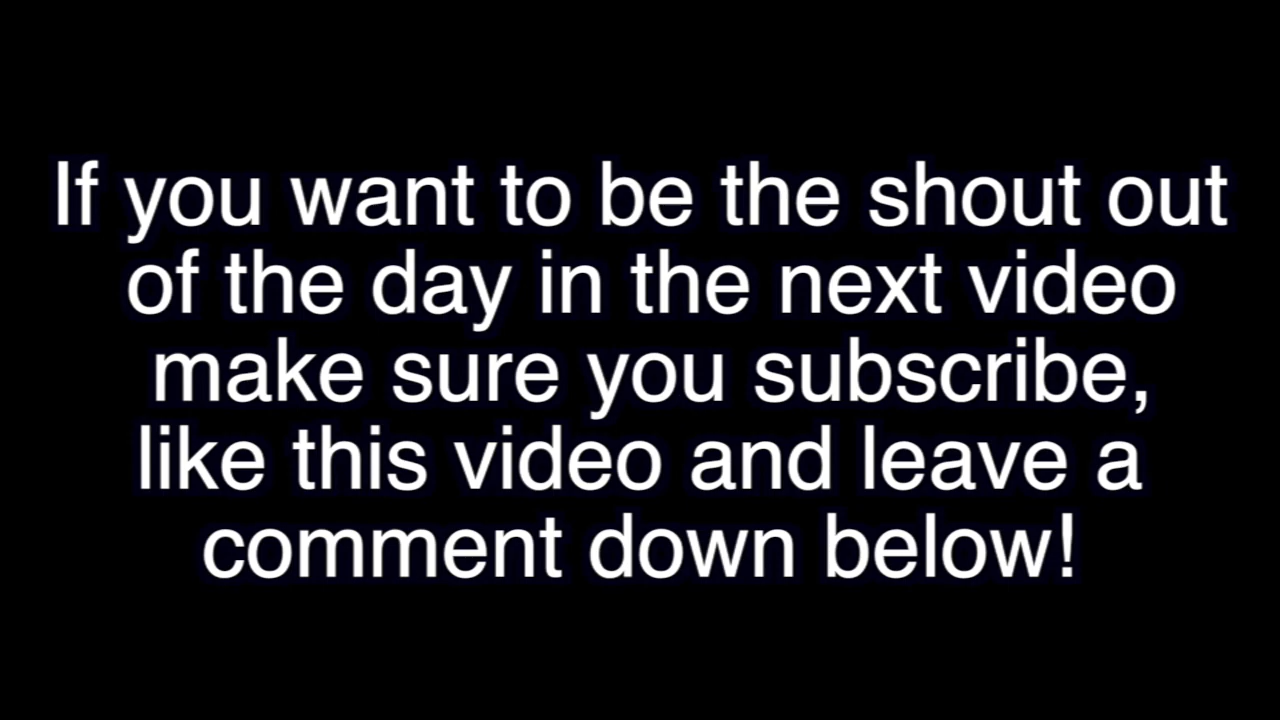 If you want to be the shout out
of the day in the next video
make sure you subscribe,
like this video and leave a
comment down below!